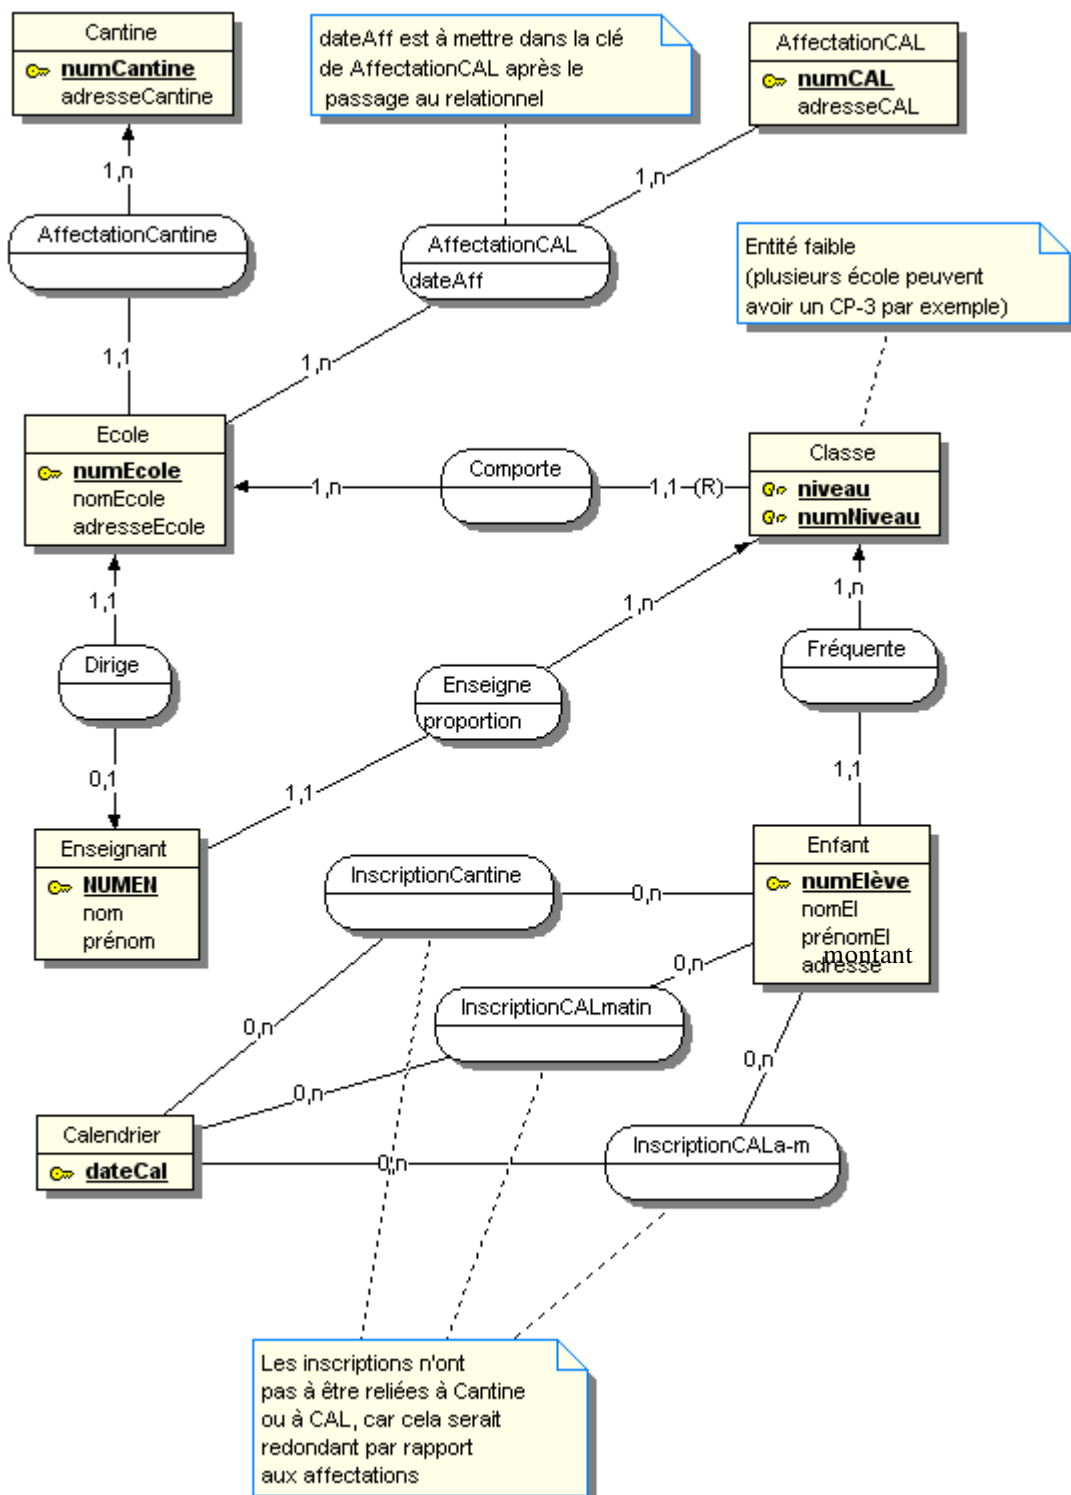 Cantine
numCantine
adresseCantine
dateAff est à mettre dans la clé
de AffectationCAL après le
passage au relationnel
AffectationCAL
numCAL
adresseCAL
1,n
1,n
AffectationCantine
AffectationCAL
dateAff
Entité faible
(plusieurs école peuvent
avoir un CP-3 par exemple)
1,1
1,n
Ecole
numEcole
nomEcole
adresseEcole
1,n
Comporte
1,1
(R)
Classe
niveau
numNiveau
1,1
1,n
1,n
Dirige
Enseigne
proportion
Fréquente
0,1
1,1
1,1
Enseignant
NUMEN
nom
prénom
InscriptionCantine
0,n
Enfant
numElève
nomEl
prénomEl
montant
adresse
0,n
InscriptionCALmatin
0,n
0,n
0,n
Calendrier
dateCal
0,n
InscriptionCALa-m
Les inscriptions n'ont
pas à être reliées à Cantine
ou à CAL, car cela serait
redondant par rapport
aux affectations